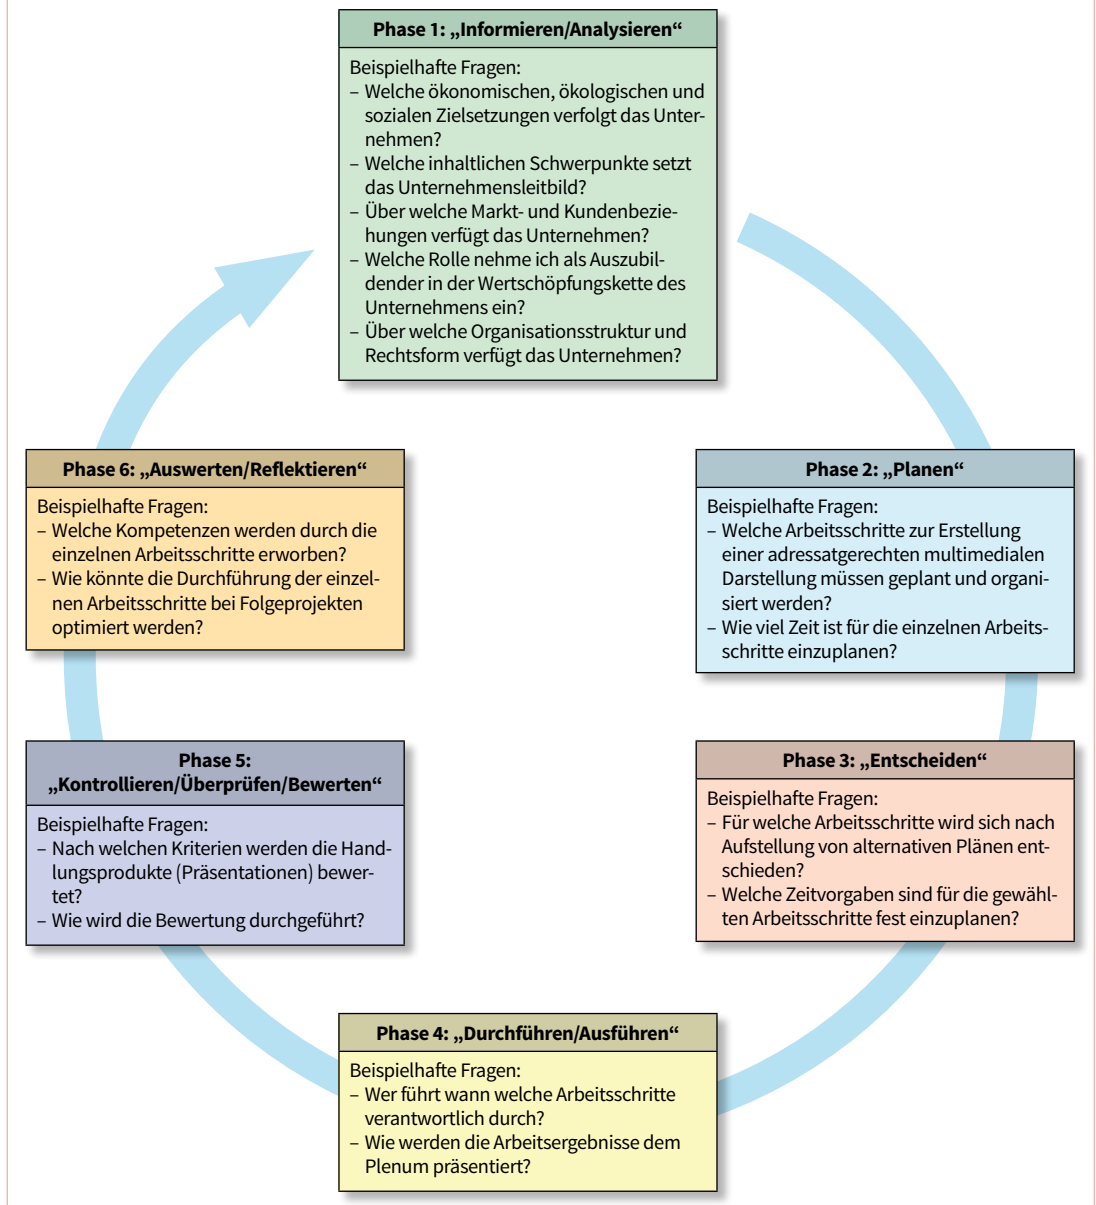 Phase 1: „Informieren/Analysieren“
Beispielhafte Fragen:
– Welche ökonomischen, ökologischen und
sozialen Zielsetzungen verfolgt das Unter-
nehmen?
– Welche inhaltlichen Schwerpunkte setzt
das Unternehmensleitbild?
– Über welche Markt- und Kundenbezie-
hungen verfügt das Unternehmen?
– Welche Rolle nehme ich als Auszubil-
dender in der Wertschöpfungskette des
Unternehmens ein?
– Über welche Organisationsstruktur und
Rechtsform verfügt das Unternehmen?
Phase 2: „Planen“
Beispielhafte Fragen:
– Welche Arbeitsschritte zur Erstellung
einer adressatgerechten multimedialen
Darstellung müssen geplant und organi-
siert werden?
– Wie viel Zeit ist für die einzelnen Arbeits-
schritte einzuplanen?
Phase 3: „Entscheiden“
Beispielhafte Fragen:
– Für welche Arbeitsschritte wird sich nach
Aufstellung von alternativen Plänen ent-
schieden?
– Welche Zeitvorgaben sind für die gewähl-
ten Arbeitsschritte fest einzuplanen?
Phase 4: „Durchführen/Ausführen“
Beispielhafte Fragen:
– Wer führt wann welche Arbeitsschritte
verantwortlich durch?
– Wie werden die Arbeitsergebnisse dem
Plenum präsentiert?
Phase 5:
„Kontrollieren/Überprüfen/Bewerten“
Beispielhafte Fragen:
– Nach welchen Kriterien werden die Hand-
lungsprodukte (Präsentationen) bewer-
tet?
– Wie wird die Bewertung durchgeführt?
Phase 6: „Auswerten/Reflektieren“
Beispielhafte Fragen:
– Welche Kompetenzen werden durch die
einzelnen Arbeitsschritte erworben?
– Wie könnte die Durchführung der einzel-
nen Arbeitsschritte bei Folgeprojekten
optimiert werden?